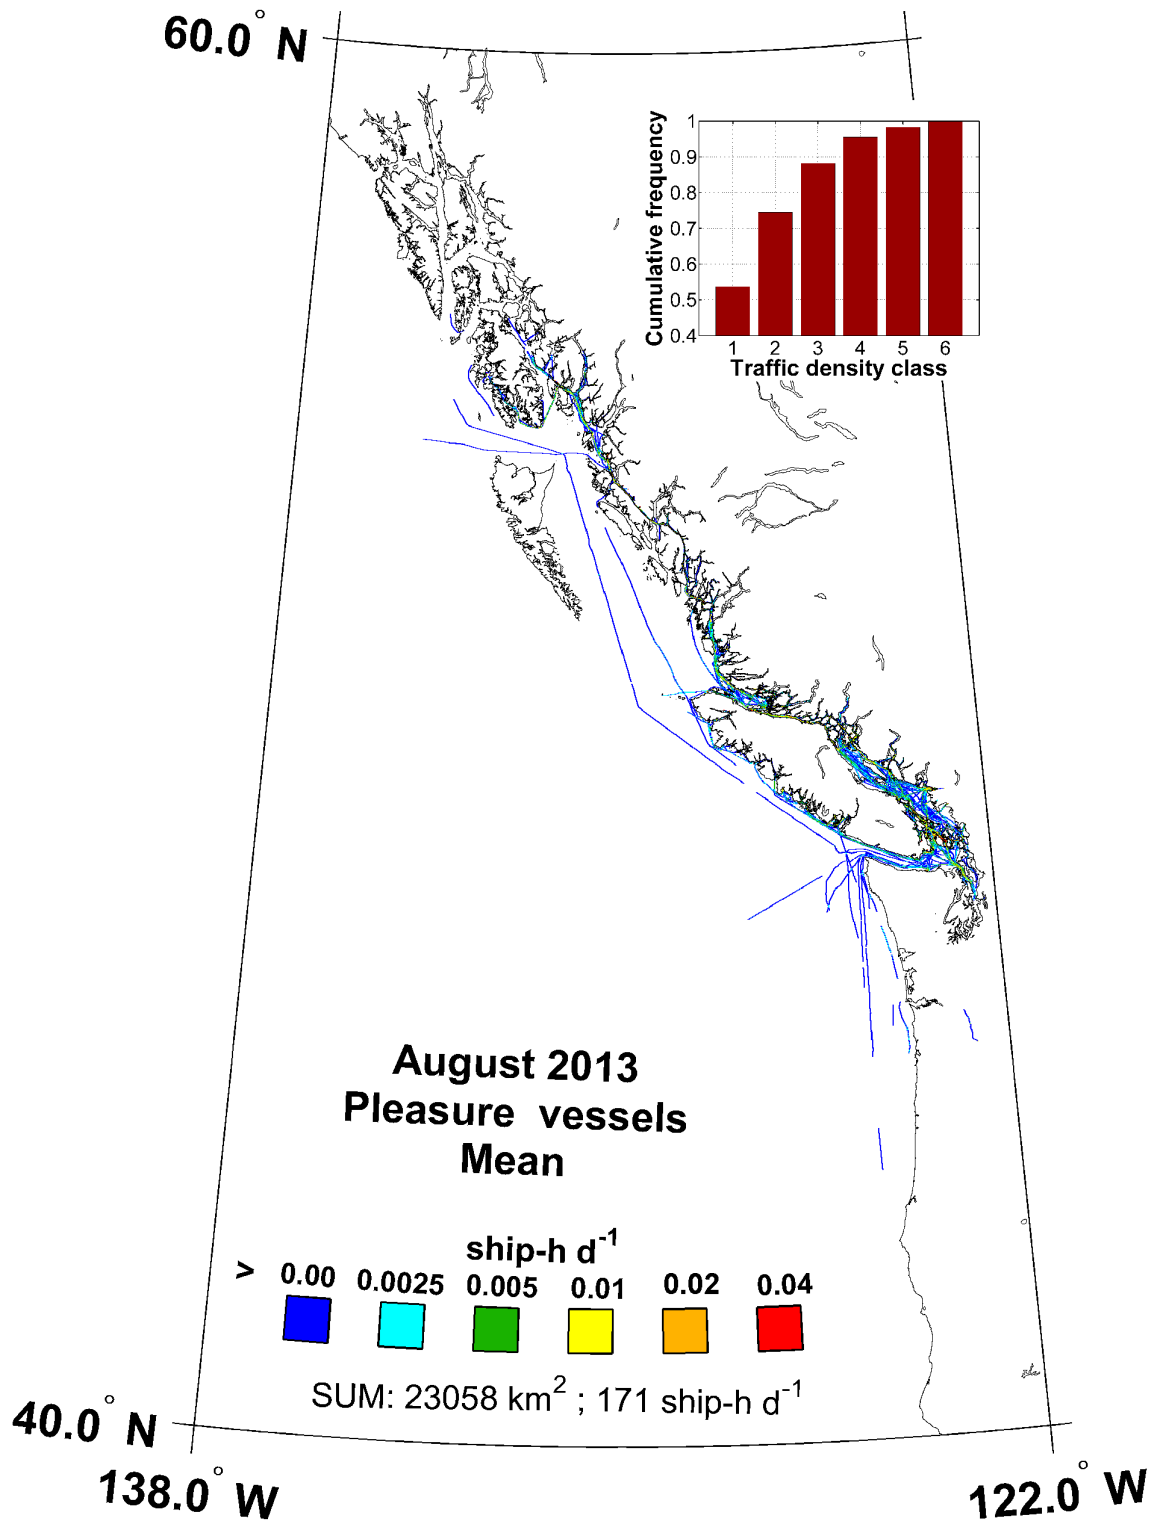 60.0° N
Cumulative frequency
1
0.9
0.8
0.7
0.6
0.5
0.4
1 2 3 4 5 6
Traffic density class
August 2013
Pleasure vessels
Mean
ship-h d⁻¹
> 0.00 0.0025 0.005 0.01 0.02 0.04
SUM: 23058 km² ; 171 ship-h d⁻¹
40.0° N
138.0° W
122.0° W